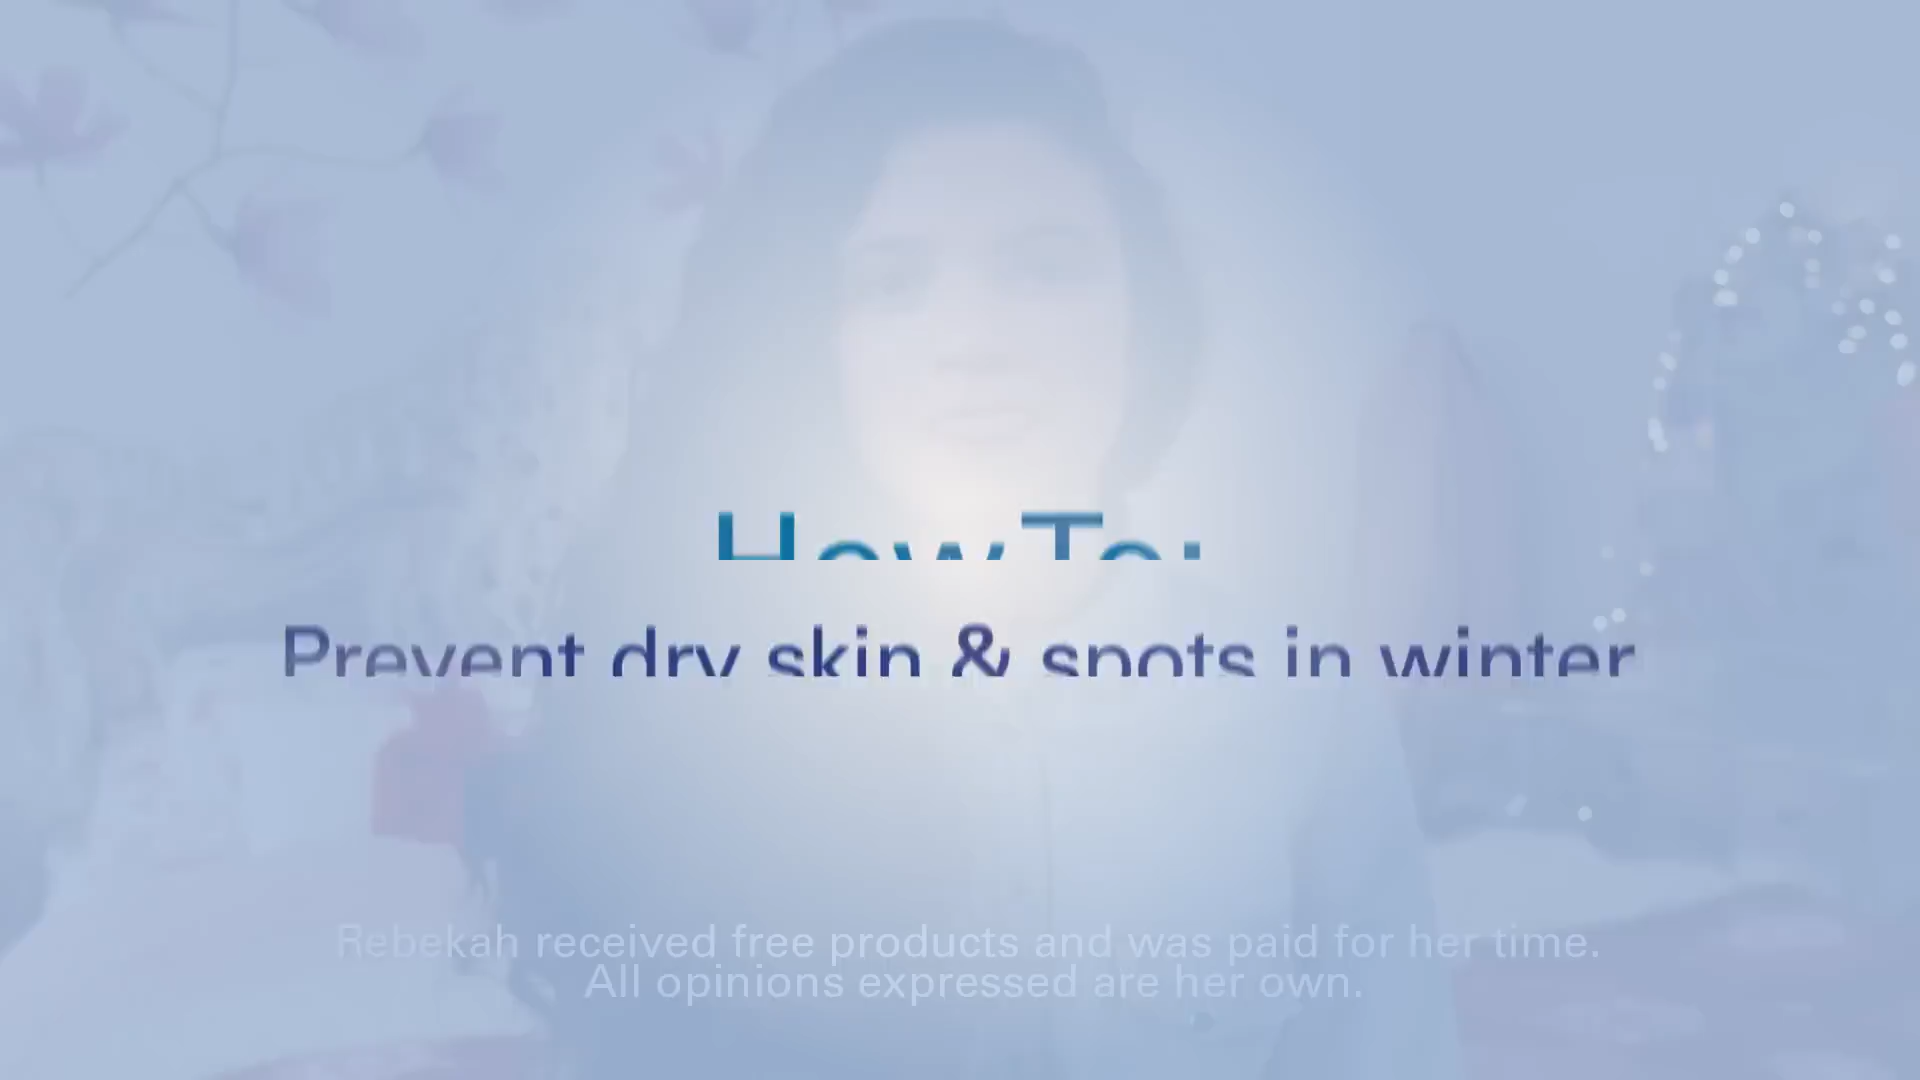 How To:
Prevent dry skin & spots in winter
Rebekah received free products and was paid for her time.
All opinions expressed are her own.